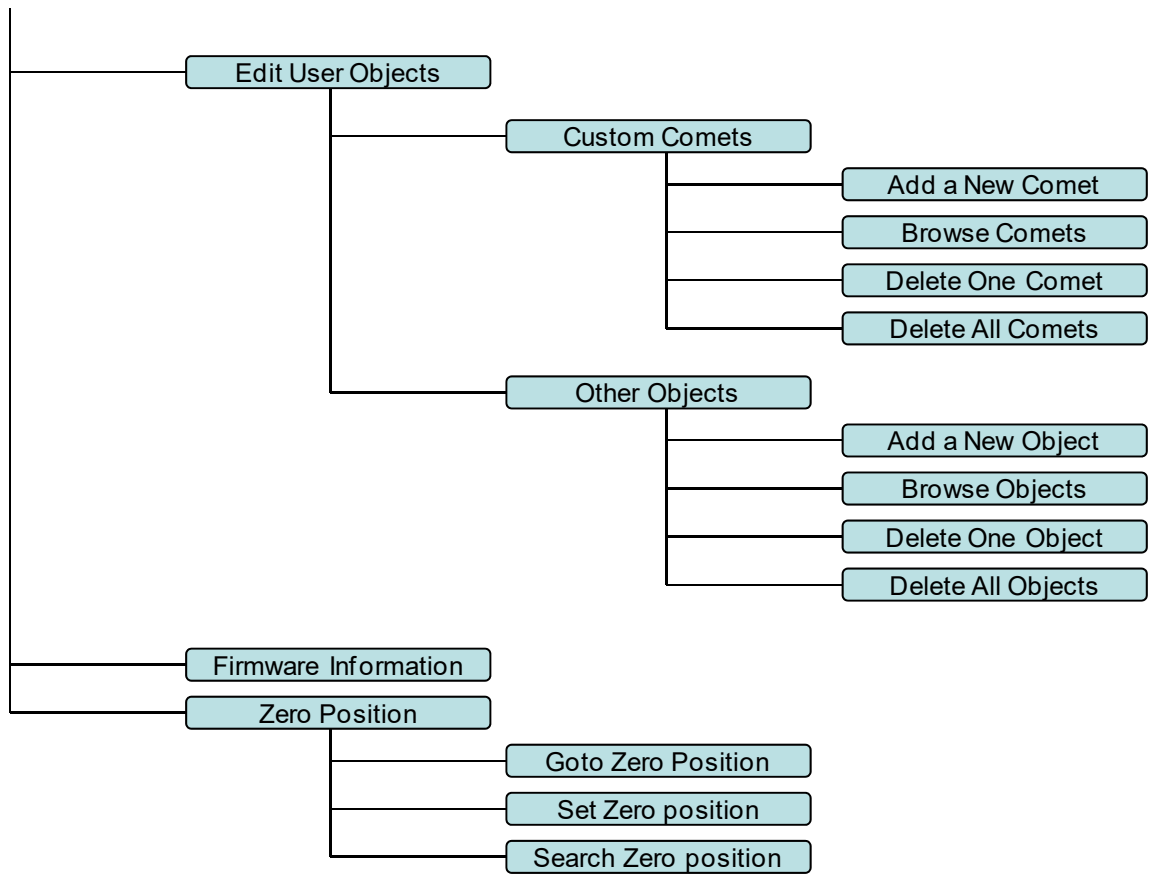 Edit User Objects
Custom Comets
Add a New Comet
Browse Comets
Delete One Comet
Delete All Comets
Other Objects
Add a New Object
Browse Objects
Delete One Object
Delete All Objects
Firmware Information
Zero Position
Goto Zero Position
Set Zero position
Search Zero position